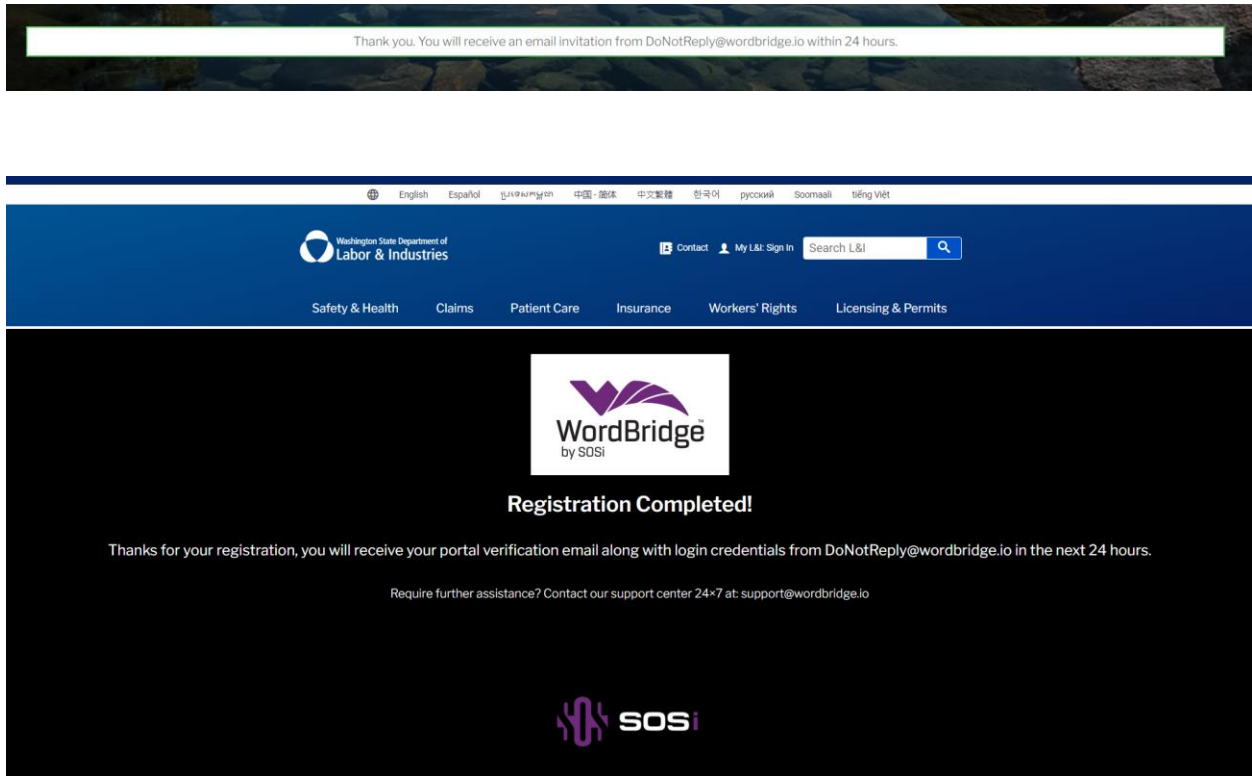 Thank you. You will receive an email invitation from DoNotReply@wordbridge.io within 24 hours.
English Español 中国 - 简体 中文繁體 한국어 русский Soomaali tiếng Việt
Washington State Department of
Labor & Industries
Contact My L&I: Sign In Search L&I
Safety & Health Claims Patient Care Insurance Workers' Rights Licensing & Permits
WordBridge™
by SOSi
Registration Completed!
Thanks for your registration, you will receive your portal verification email along with login credentials from DoNotReply@wordbridge.io in the next 24 hours.
Require further assistance? Contact our support center 24×7 at: support@wordbridge.io
SOSi